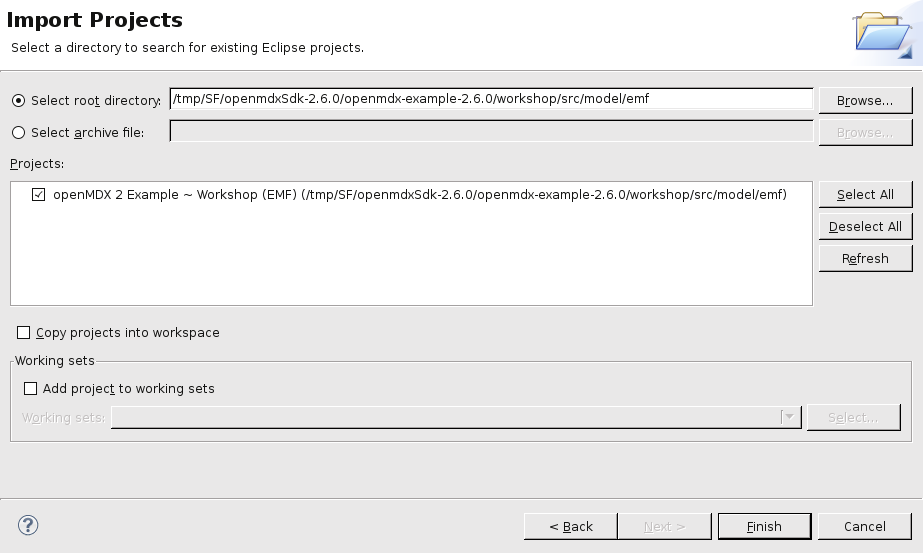 Import Projects
Select a directory to search for existing Eclipse projects.
Select root directory: /tmp/SF/openmdxSdk-2.6.0/openmdx-example-2.6.0/workshop/src/model/emf Browse...
Select archive file: Browse...
Projects:
openMDX 2 Example ~ Workshop (EMF) (/tmp/SF/openmdxSdk-2.6.0/openmdx-example-2.6.0/workshop/src/model/emf) Select All
Deselect All
Refresh
Copy projects into workspace
Working sets
Add project to working sets
Working sets: Select...
? < Back Next > Finish Cancel